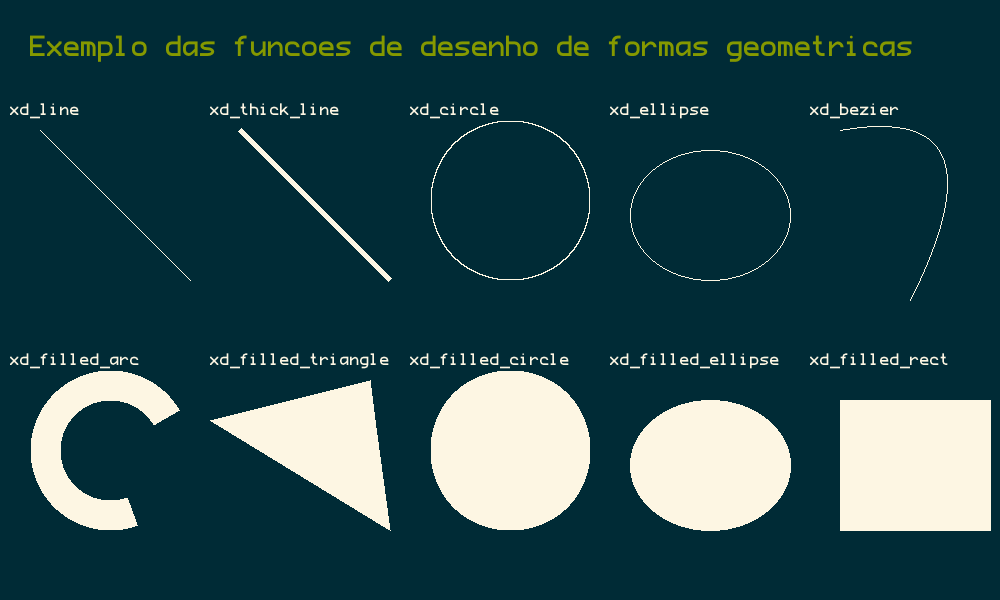 Exemplo das funcoes de desenho de formas geometricas
xd_line xd_thick_line xd_circle xd_ellipse xd_bezier
xd_filled_arc xd_filled_triangle xd_filled_circle xd_filled_ellipse xd_filled_rect